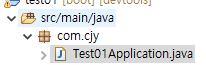 test01 [boot] [devtools]
src/main/java
com.cjy
Test01Application.java